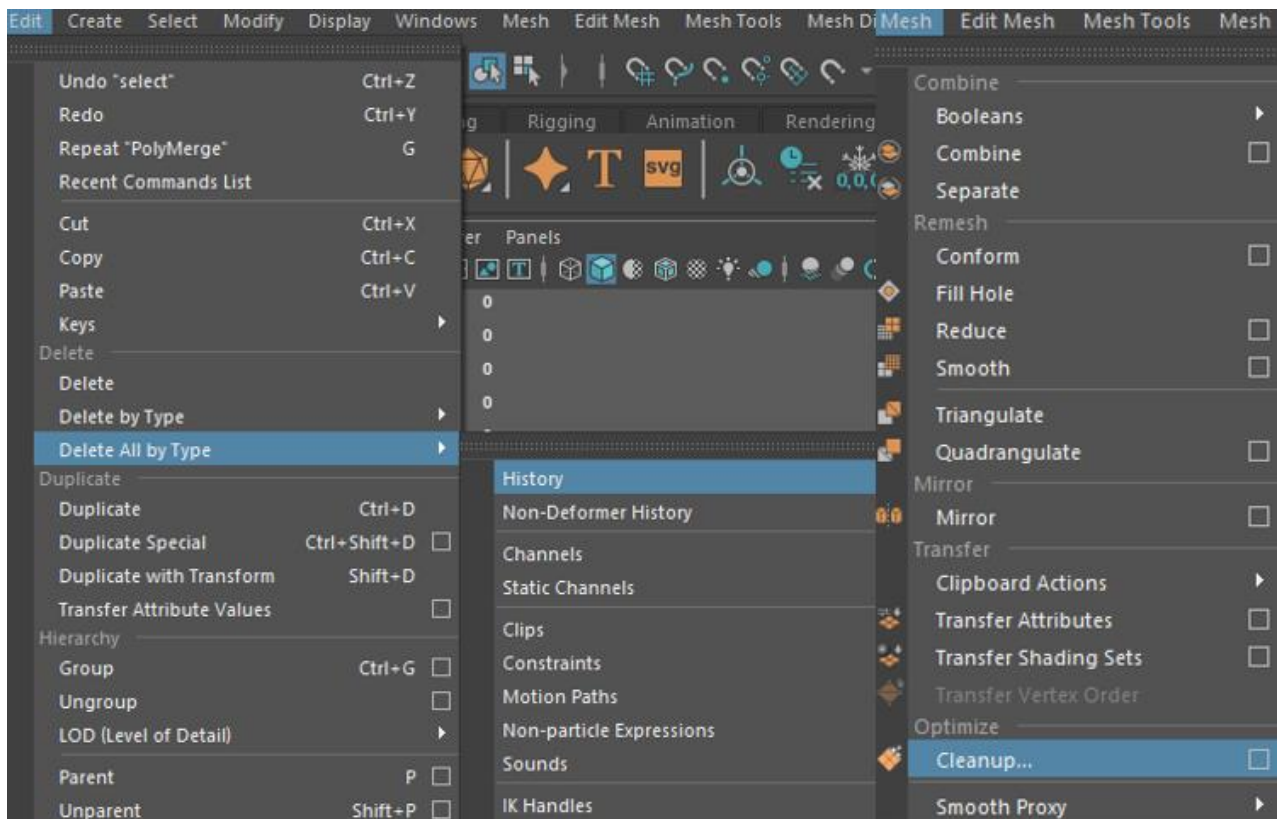 Edit Create Select Modify Display Windows Mesh Edit Mesh Mesh Tools Mesh Di
Undo "select" Ctrl+Z
Redo Ctrl+Y
Repeat "PolyMerge" G
Recent Commands List
Cut Ctrl+X
Copy Ctrl+C
Paste Ctrl+V
Keys
Delete
Delete
Delete by Type
Delete All by Type
Duplicate
Duplicate Ctrl+D
Duplicate Special Ctrl+Shift+D
Duplicate with Transform Shift+D
Transfer Attribute Values
Hierarchy
Group Ctrl+G
Ungroup
LOD (Level of Detail)
Parent P
Unparent Shift+P
g Rigging Animation Rendering
T svg 0,0,
er Panels
T
0
0
0
0
History
Non-Deformer History
Channels
Static Channels
Clips
Constraints
Motion Paths
Non-particle Expressions
Sounds
IK Handles
Mesh Edit Mesh Mesh Tools Mesh
Combine
Booleans
Combine
Separate
Remesh
Conform
Fill Hole
Reduce
Smooth
Triangulate
Quadrangulate
Mirror
Mirror
Transfer
Clipboard Actions
Transfer Attributes
Transfer Shading Sets
Transfer Vertex Order
Optimize
Cleanup...
Smooth Proxy